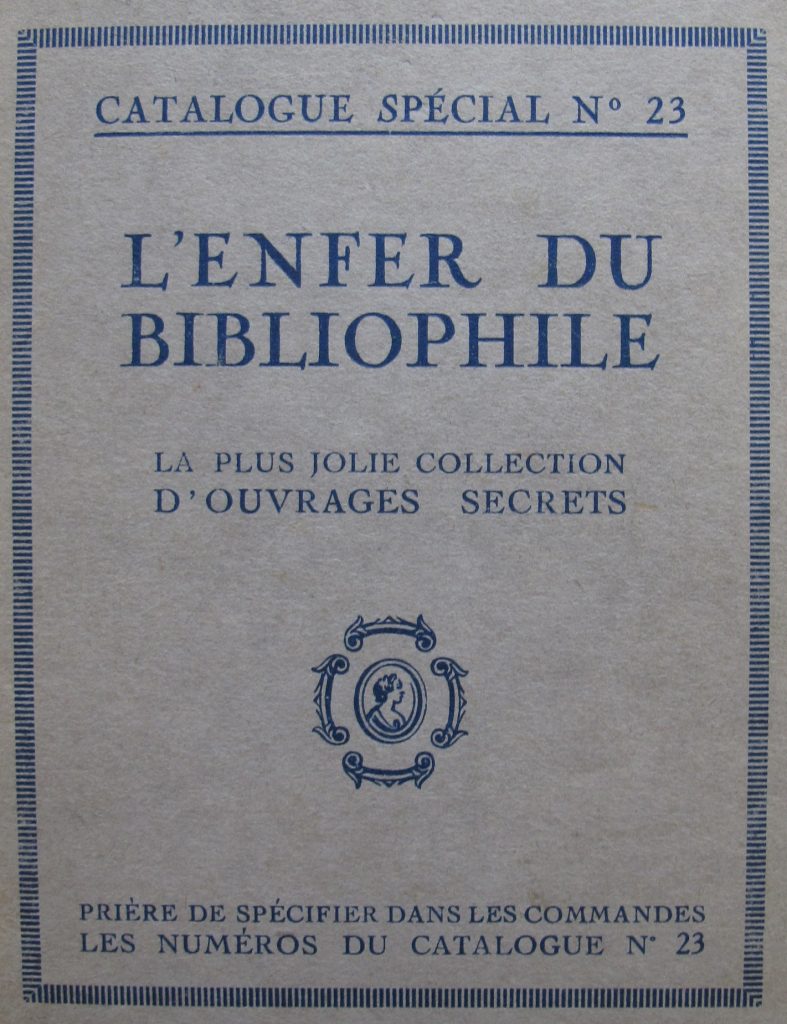 CATALOGUE SPÉCIAL Nº 23
L'ENFER DU
BIBLIOPHILE
LA PLUS JOLIE COLLECTION
D'OUVRAGES SECRETS
PRIÈRE DE SPÉCIFIER DANS LES COMMANDES
LES NUMÉROS DU CATALOGUE N° 23